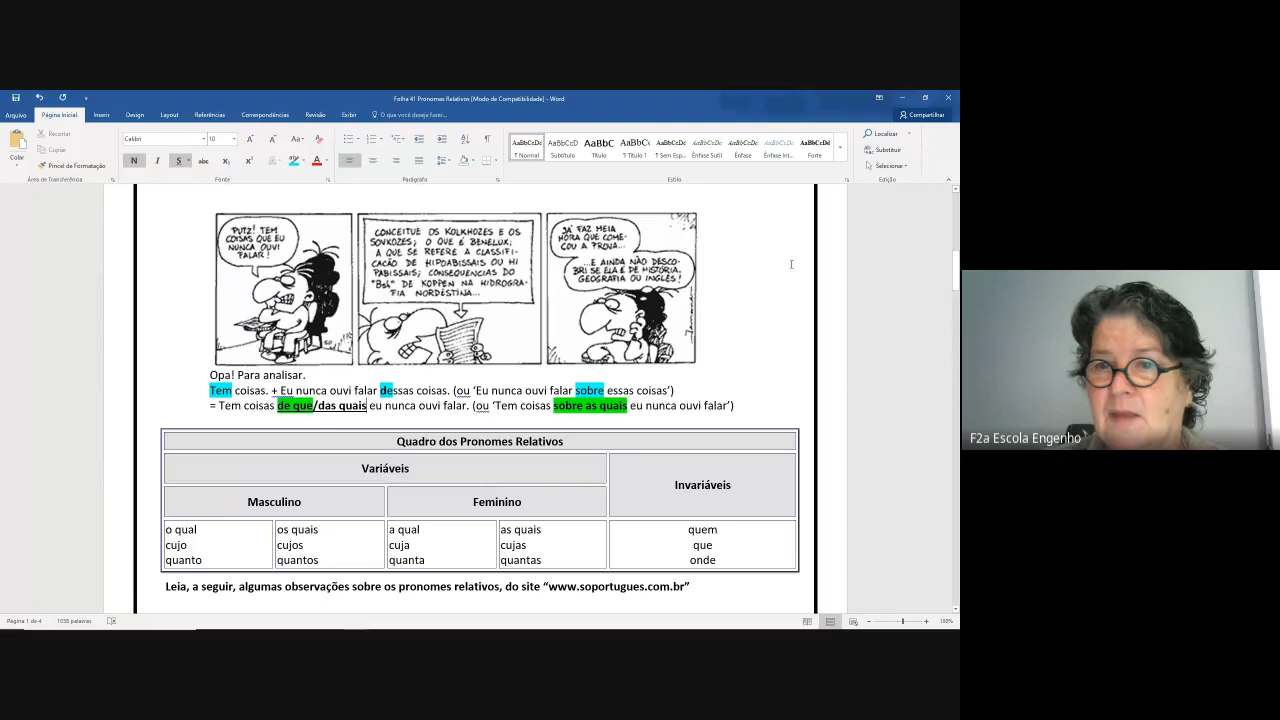 Folha 41 Pronomes Relativos [Modo de Compatibilidade] - Word
Arquivo Página Inicial Inserir Design Layout Referências Correspondências Revisão Exibir O que você deseja fazer... Compartilhar
Colar
Recortar
Copiar
Pincel de Formatação
Área de Transferência
Calibri 10
N I S abc x₂ x²
Fonte
Parágrafo
AaBbCcDc AaBbCcD AaBbC AaBbCc AaBbCcDc AaBbCcDc AaBbCcDc AaBbCcDc AaBbCcDd
¶ Normal Subtítulo Título ¶ Título 1 ¶ Sem Esp... Ênfase Sutil Ênfase Ênfase Int... Forte
Estilo
Localizar
Substituir
Selecionar
Edição
PUTZ! TEM
COISAS QUE EU
NUNCA OUVI
FALAR!
CONCEITUE OS KOLKHOZES E OS
SOVKOZES; O QUE É BENELUX;
A QUE SE REFERE A CLASSIFI-
CAÇÃO DE HIPOABISSAIS OU HI
PABISSAIS; CONSEQUENCIAS DO
"Bsh" DE KOPPEN NA HIDROGRA-
FIA NORDESTINA...
JÁ FAZ MEIA
HORA QUE COME-
COU A PROVA...
...E AINDA NÃO DESCO-
BRI SE ELA É DE HISTÓRIA,
GEOGRAFIA OU INGLÊS!
Opa! Para analisar.
Tem coisas. + Eu nunca ouvi falar dessas coisas. (ou ‘Eu nunca ouvi falar sobre essas coisas’)
= Tem coisas de que/das quais eu nunca ouvi falar. (ou ‘Tem coisas sobre as quais eu nunca ouvi falar’)
Quadro dos Pronomes Relativos
Variáveis Invariáveis
Masculino Feminino
o qual os quais a qual as quais quem
cujo cujos cuja cujas que
quanto quantos quanta quantas onde
Leia, a seguir, algumas observações sobre os pronomes relativos, do site “www.soportugues.com.br”
Página 1 de 4 1038 palavras 188%
F2a Escola Engenho